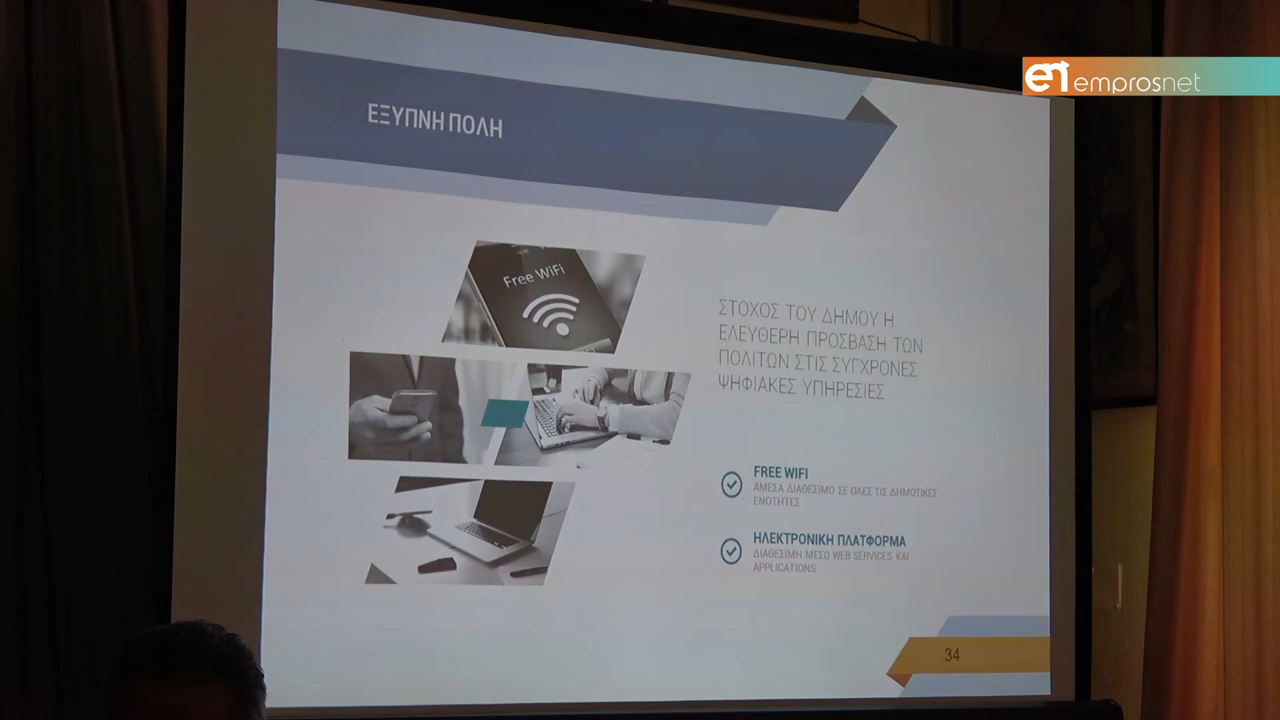 emprosnet
ΕΞΥΠΝΗ ΠΟΛΗ
Free WiFi
ΣΤΟΧΟΣ ΤΟΥ ΔΗΜΟΥ Η
ΕΛΕΥΘΕΡΗ ΠΡΟΣΒΑΣΗ ΤΩΝ
ΠΟΛΙΤΩΝ ΣΤΙΣ ΣΥΓΧΡΟΝΕΣ
ΨΗΦΙΑΚΕΣ ΥΠΗΡΕΣΙΕΣ
FREE WIFI
ΑΜΕΣΑ ΔΙΑΘΕΣΙΜΟ ΣΕ ΟΛΕΣ ΤΙΣ ΔΗΜΟΤΙΚΕΣ
ΕΝΟΤΗΤΕΣ
ΗΛΕΚΤΡΟΝΙΚΗ ΠΛΑΤΦΟΡΜΑ
ΔΙΑΘΕΣΙΜΗ ΜΕΣΩ WEB SERVICES ΚΑΙ
APPLICATIONS
34